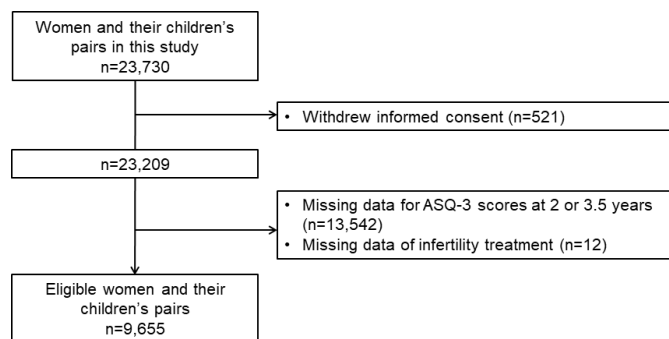 Women and their children's
pairs in this study
n=23,730
• Withdrew informed consent (n=521)
n=23,209
• Missing data for ASQ-3 scores at 2 or 3.5 years
(n=13,542)
• Missing data of infertility treatment (n=12)
Eligible women and their
children's pairs
n=9,655